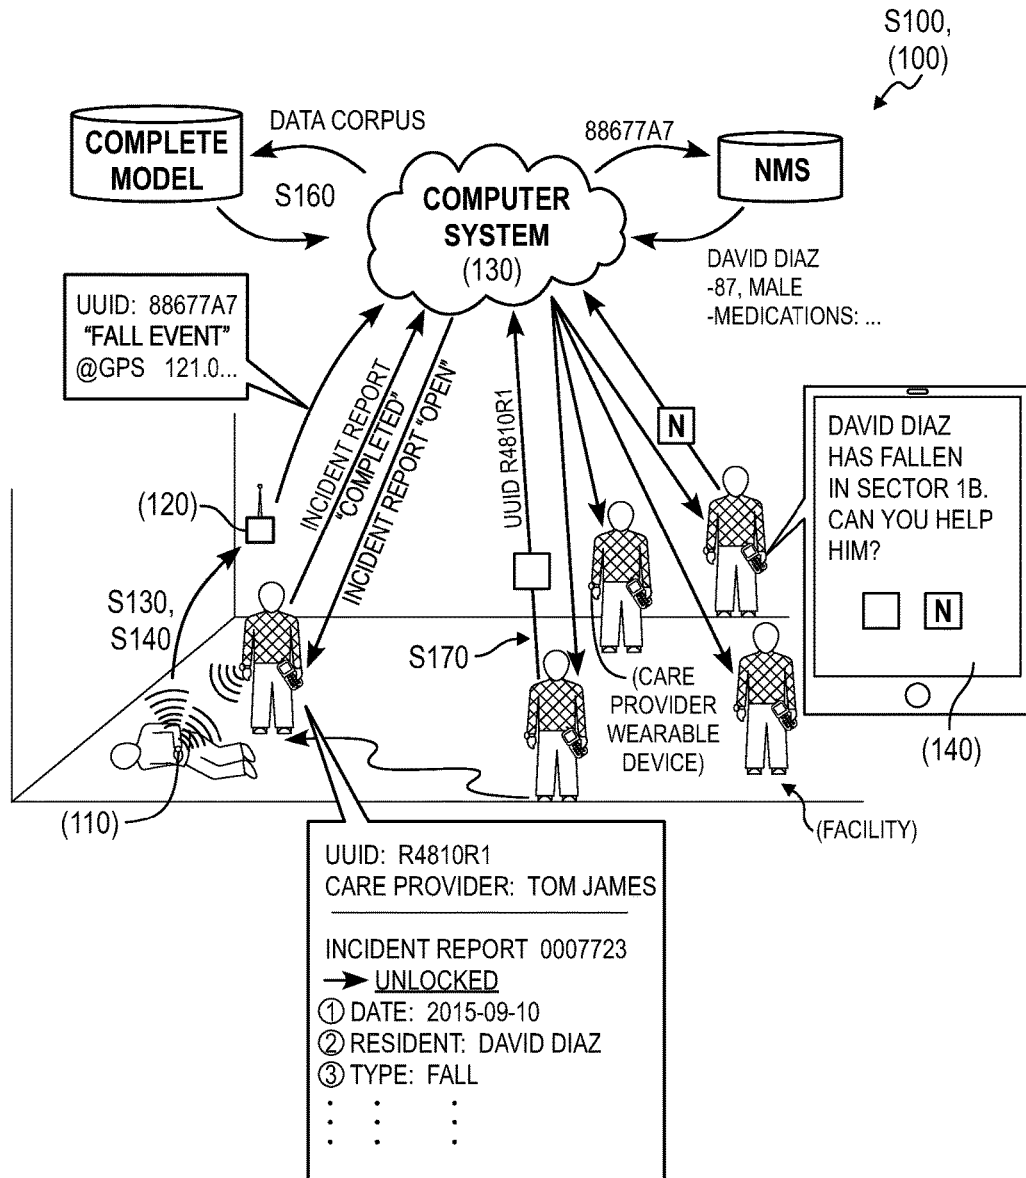 S100,
(100)
DATA CORPUS
COMPLETE
MODEL
S160
88677A7
NMS
COMPUTER
SYSTEM
(130)
DAVID DIAZ
-87, MALE
-MEDICATIONS: ...
UUID: 88677A7
"FALL EVENT"
@GPS 121.0...
INCIDENT REPORT
"COMPLETED"
INCIDENT REPORT "OPEN"
UUID R4810R1
N
DAVID DIAZ
HAS FALLEN
IN SECTOR 1B.
CAN YOU HELP
HIM?
N
(140)
(120)
S130,
S140
S170
(CARE
PROVIDER
WEARABLE
DEVICE)
(110)
(FACILITY)
UUID: R4810R1
CARE PROVIDER: TOM JAMES
INCIDENT REPORT 0007723
UNLOCKED
1 DATE: 2015-09-10
2 RESIDENT: DAVID DIAZ
3 TYPE: FALL